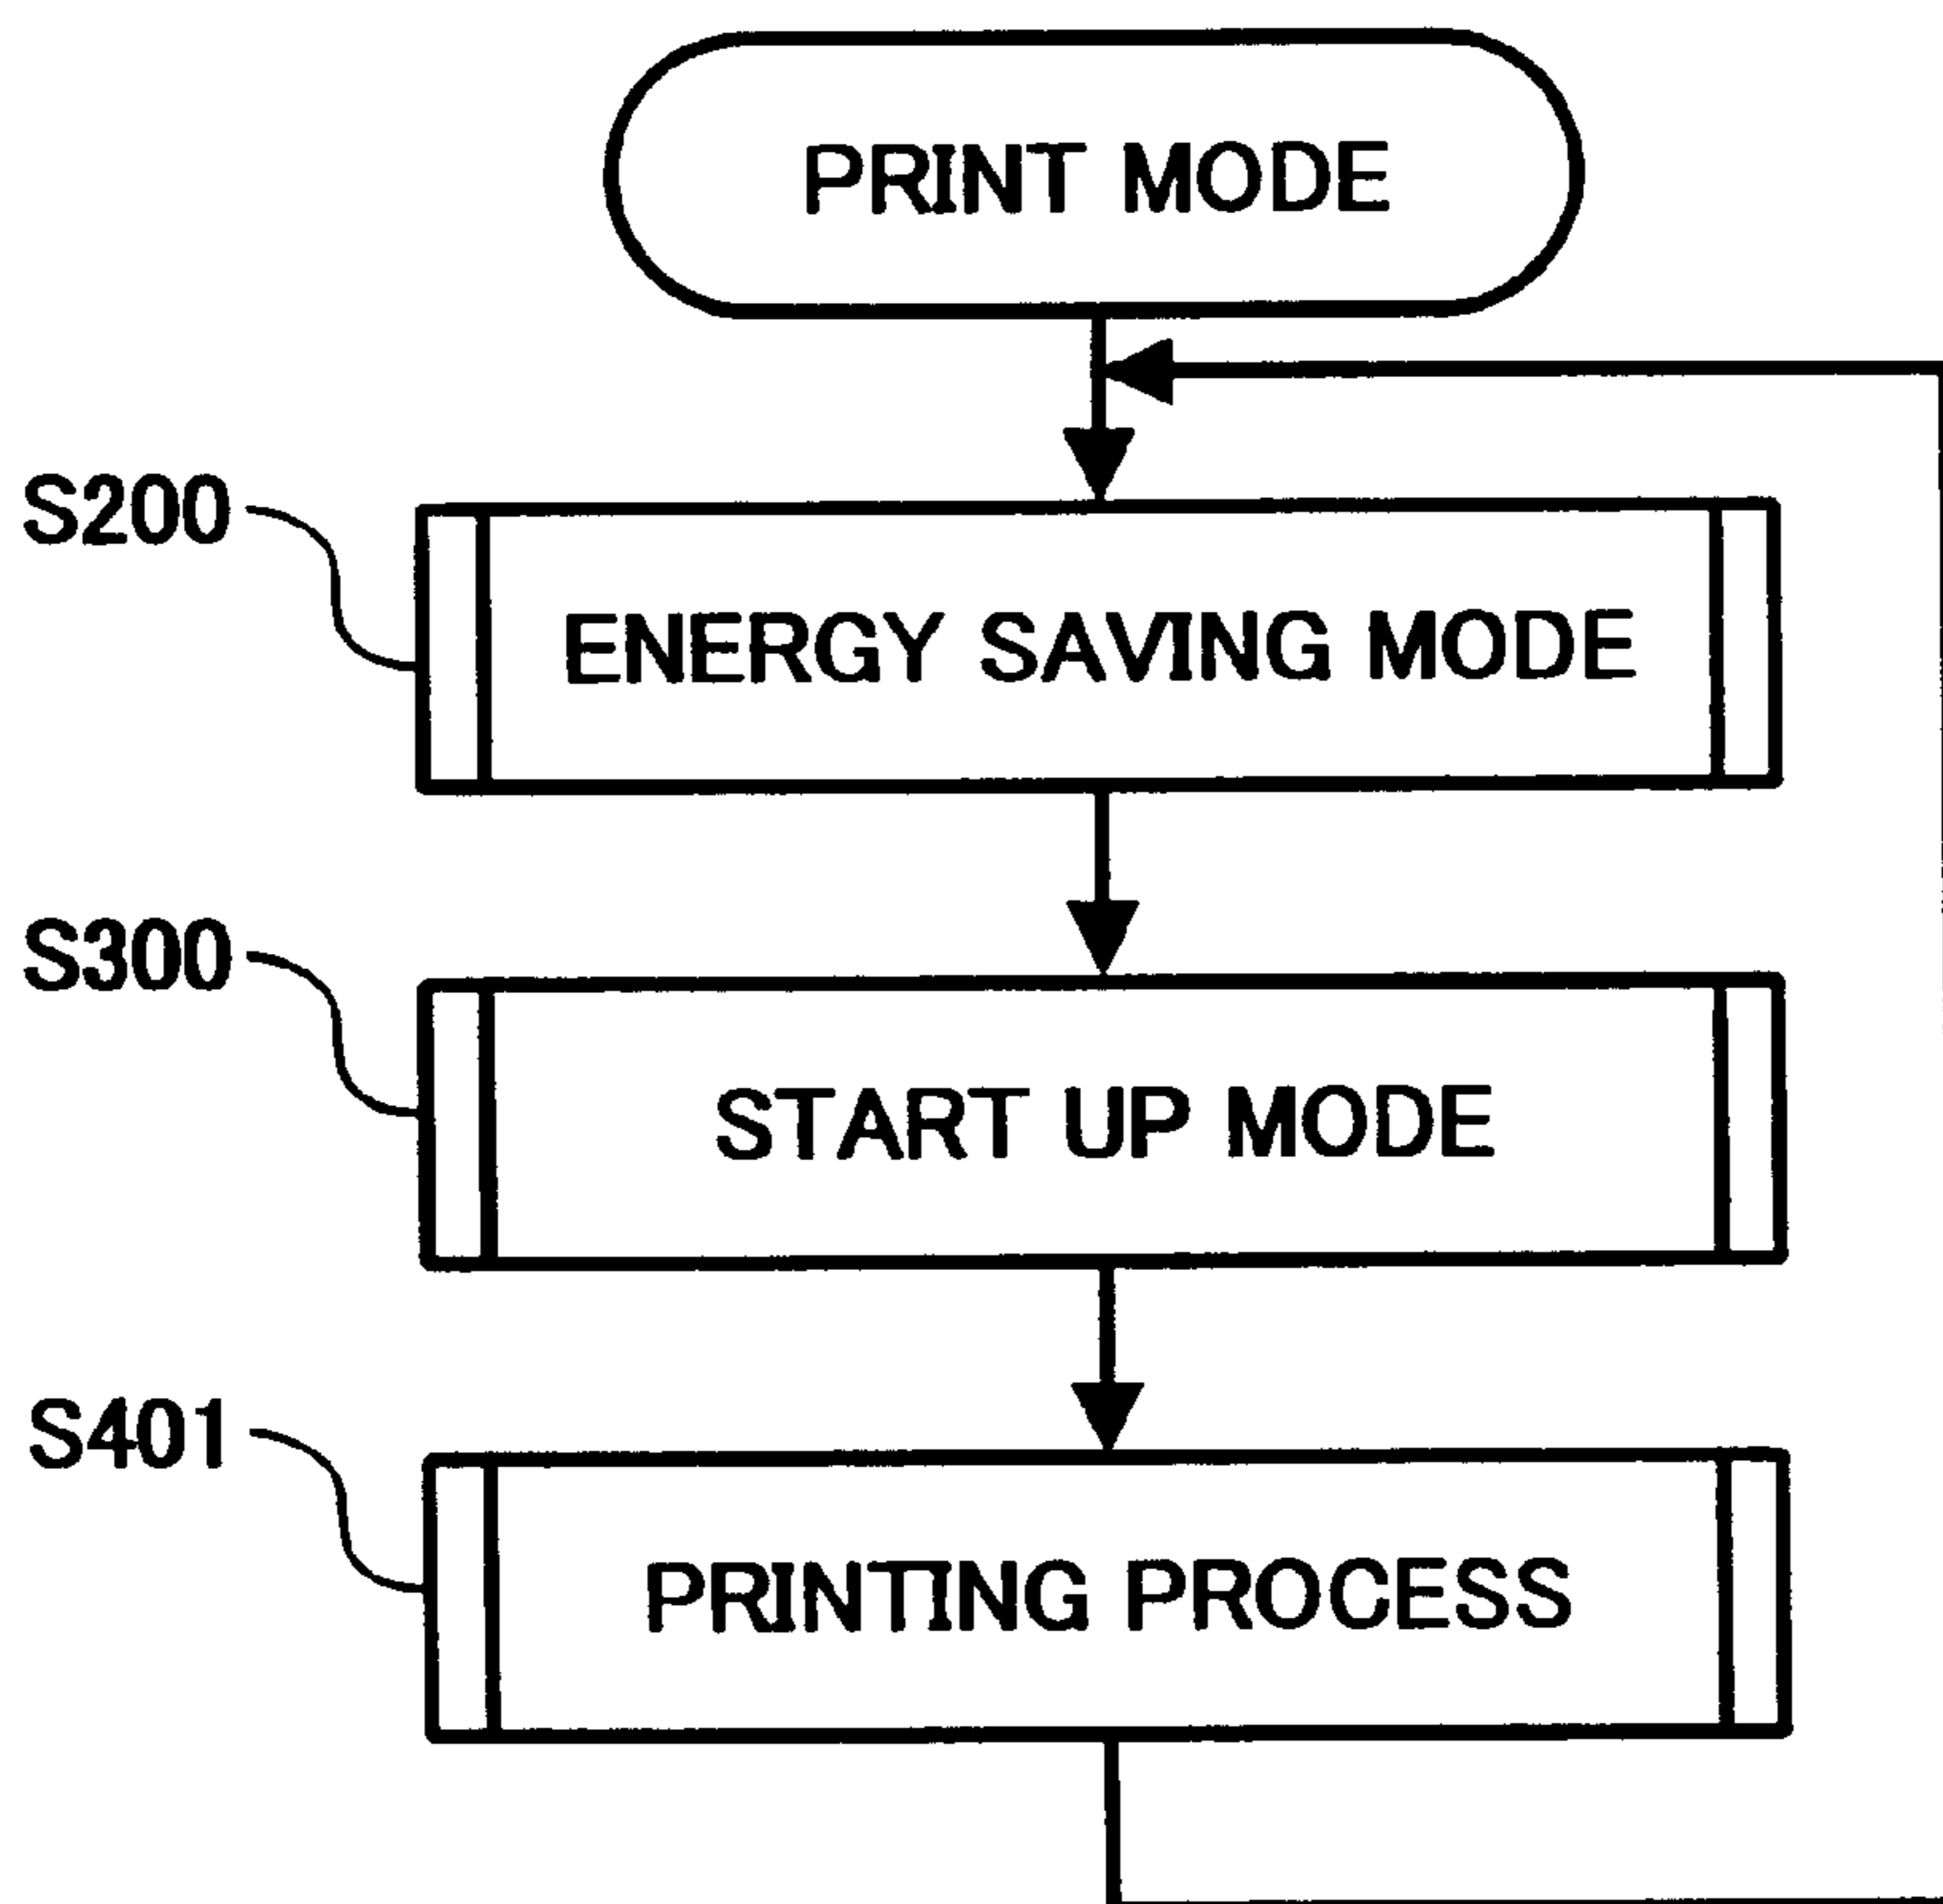 PRINT MODE
S200
ENERGY SAVING MODE
S300
START UP MODE
S401
PRINTING PROCESS